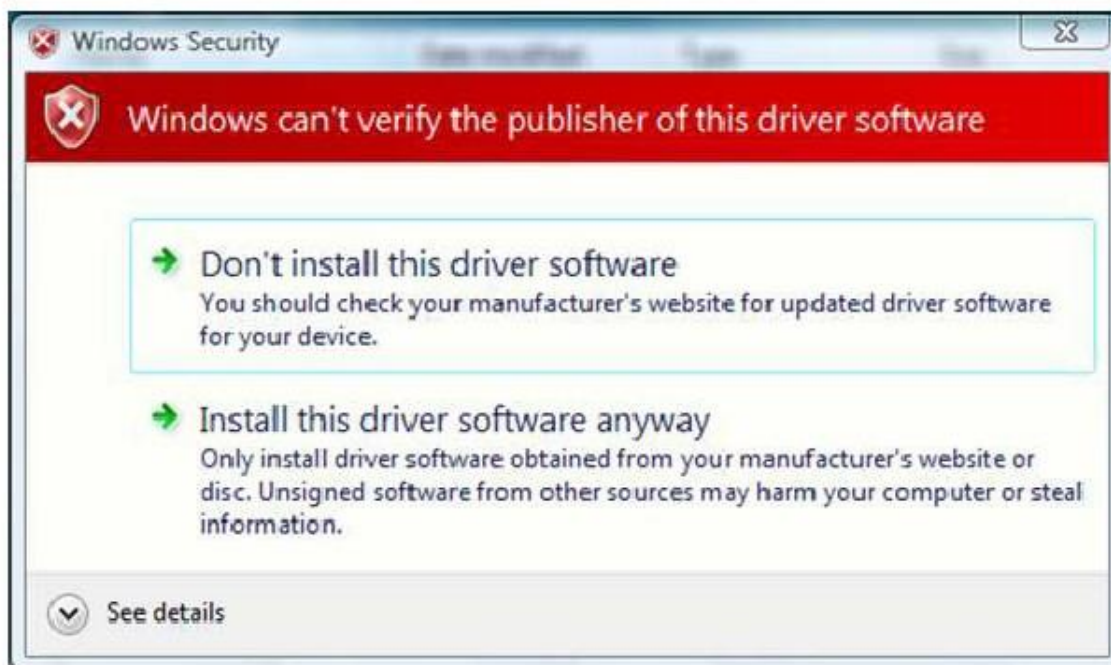 Windows Security
Windows can't verify the publisher of this driver software
Don't install this driver software
You should check your manufacturer's website for updated driver software
for your device.
Install this driver software anyway
Only install driver software obtained from your manufacturer's website or
disc. Unsigned software from other sources may harm your computer or steal
information.
See details